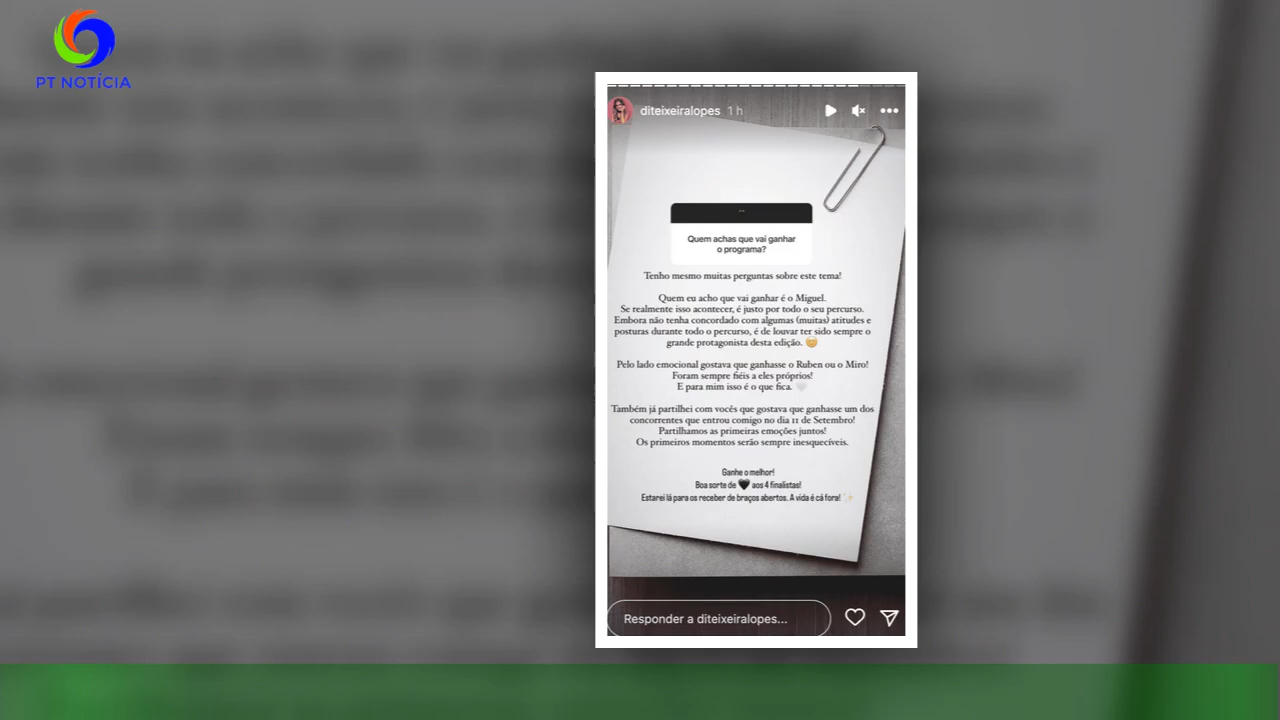 PT NOTÍCIA
diteixeiralopes 1 h
Quem achas que vai ganhar
o programa?
Tenho mesmo muitas perguntas sobre este tema!
Quem eu acho que vai ganhar é o Miguel.
Se realmente isso acontecer, é justo por todo o seu percurso.
Embora não tenha concordado com algumas (muitas) atitudes e
posturas durante todo o percurso, é de louvar ter sido sempre o
grande protagonista desta edição. 😊
Pelo lado emocional gostava que ganhasse o Ruben ou o Miro!
Foram sempre fiéis a eles próprios!
E para mim isso é o que fica. 🤍
Também já partilhei com vocês que gostava que ganhasse um dos
concorrentes que entrou comigo no dia 11 de Setembro!
Partilhamos as primeiras emoções juntos!
Os primeiros momentos serão sempre inesquecíveis.
Ganhe o melhor!
Boa sorte de 🖤 aos 4 finalistas!
Estarei lá para os receber de braços abertos. A vida é cá fora! ✨
Responder a diteixeiralopes...